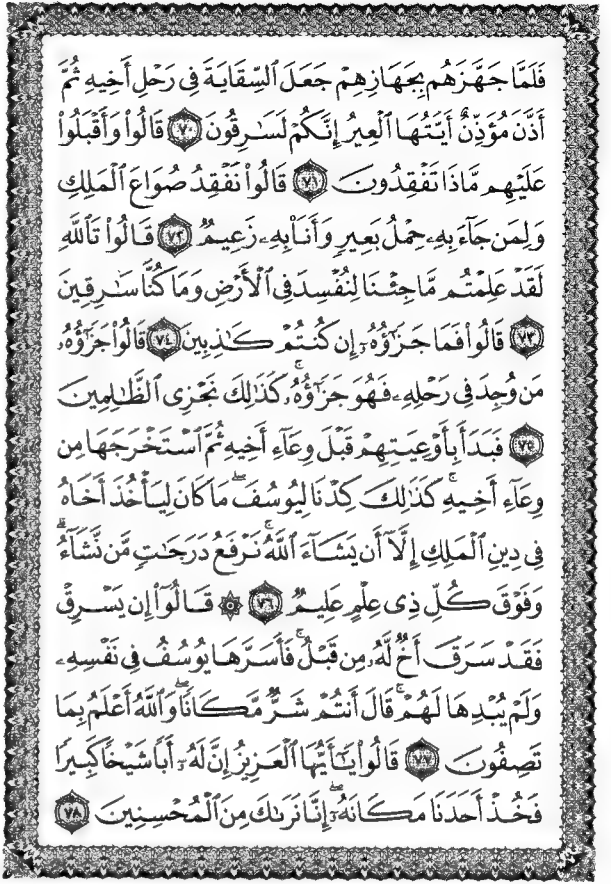 فَلَمَّا جَهَّزَهُم بِجَهَازِهِمْ جَعَلَ ٱلسِّقَايَةَ فِى رَحْلِ أَخِيهِ ثُمَّ
أَذَّنَ مُؤَذِّنٌ أَيَّتُهَا ٱلْعِيرُ إِنَّكُمْ لَسَٰرِقُونَ ٧٠ قَالُوا۟ وَأَقْبَلُوا۟
عَلَيْهِم مَّاذَا تَفْقِدُونَ ٧١ قَالُوا۟ نَفْقِدُ صُوَاعَ ٱلْمَلِكِ
وَلِمَن جَآءَ بِهِۦ حِمْلُ بَعِيرٍ وَأَنَا۠ بِهِۦ زَعِيمٌ ٧٢ قَالُوا۟ تَٱللَّهِ
لَقَدْ عَلِمْتُم مَّا جِئْنَا لِنُفْسِدَ فِى ٱلْأَرْضِ وَمَا كُنَّا سَٰرِقِينَ
٧٣ قَالُوا۟ فَمَا جَزَٰٓؤُهُۥٓ إِن كُنتُمْ كَٰذِبِينَ ٧٤ قَالُوا۟ جَزَٰٓؤُهُۥ
مَن وُجِدَ فِى رَحْلِهِۦ فَهُوَ جَزَٰٓؤُهُۥ ۚ كَذَٰلِكَ نَجْزِى ٱلظَّٰلِمِينَ
٧٥ فَبَدَأَ بِأَوْعِيَتِهِمْ قَبْلَ وِعَآءِ أَخِيهِ ثُمَّ ٱسْتَخْرَجَهَا مِن
وِعَآءِ أَخِيهِ ۚ كَذَٰلِكَ كِدْنَا لِيُوسُفَ ۖ مَا كَانَ لِيَأْخُذَ أَخَاهُ
فِى دِينِ ٱلْمَلِكِ إِلَّآ أَن يَشَآءَ ٱللَّهُ ۚ نَرْفَعُ دَرَجَٰتٍ مَّن نَّشَآءُ ۗ
وَفَوْقَ كُلِّ ذِى عِلْمٍ عَلِيمٌ ٧٦ ۞ قَالُوٓا۟ إِن يَسْرِقْ
فَقَدْ سَرَقَ أَخٌ لَّهُۥ مِن قَبْلُ ۚ فَأَسَرَّهَا يُوسُفُ فِى نَفْسِهِۦ
وَلَمْ يُبْدِهَا لَهُمْ ۚ قَالَ أَنتُمْ شَرٌّ مَّكَانًا ۖ وَٱللَّهُ أَعْلَمُ بِمَا
تَصِفُونَ ٧٧ قَالُوا۟ يَٰٓأَيُّهَا ٱلْعَزِيزُ إِنَّ لَهُۥٓ أَبًا شَيْخًا كَبِيرًا
فَخُذْ أَحَدَنَا مَكَانَهُۥٓ ۖ إِنَّا نَرَىٰكَ مِنَ ٱلْمُحْسِنِينَ ٧٨